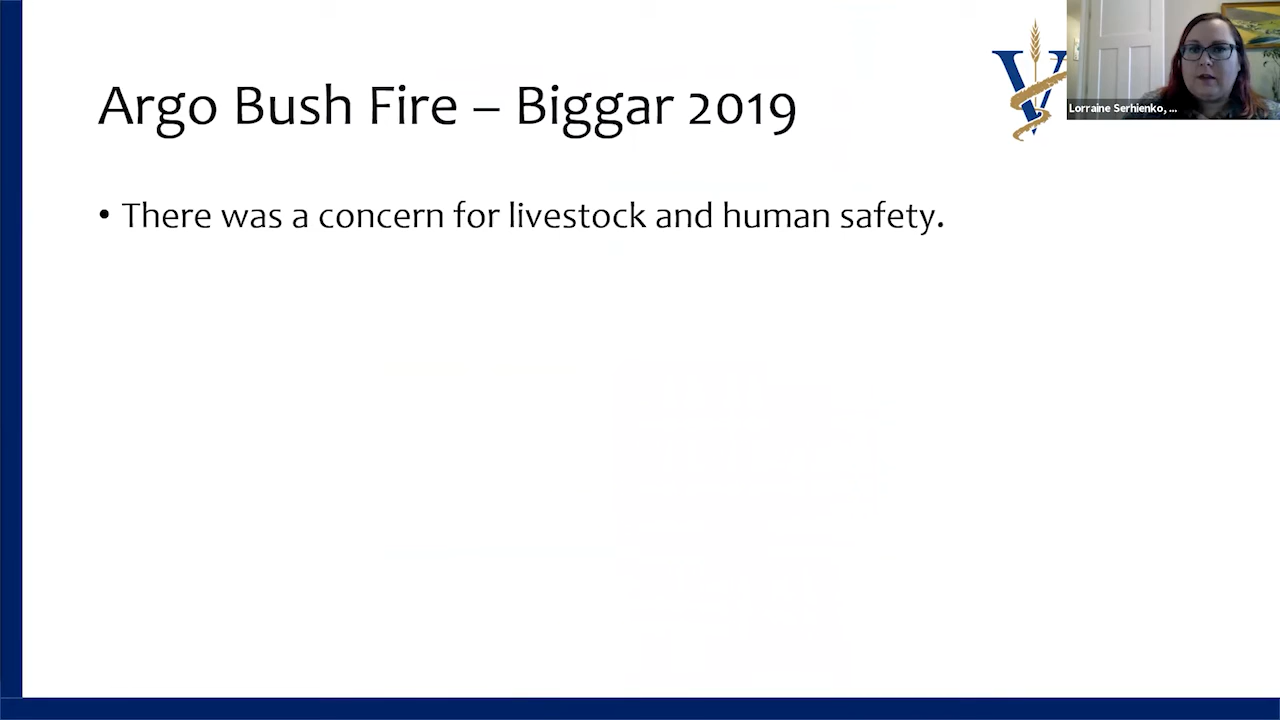 Argo Bush Fire – Biggar 2019
Lorraine Serhienko, ...
• There was a concern for livestock and human safety.